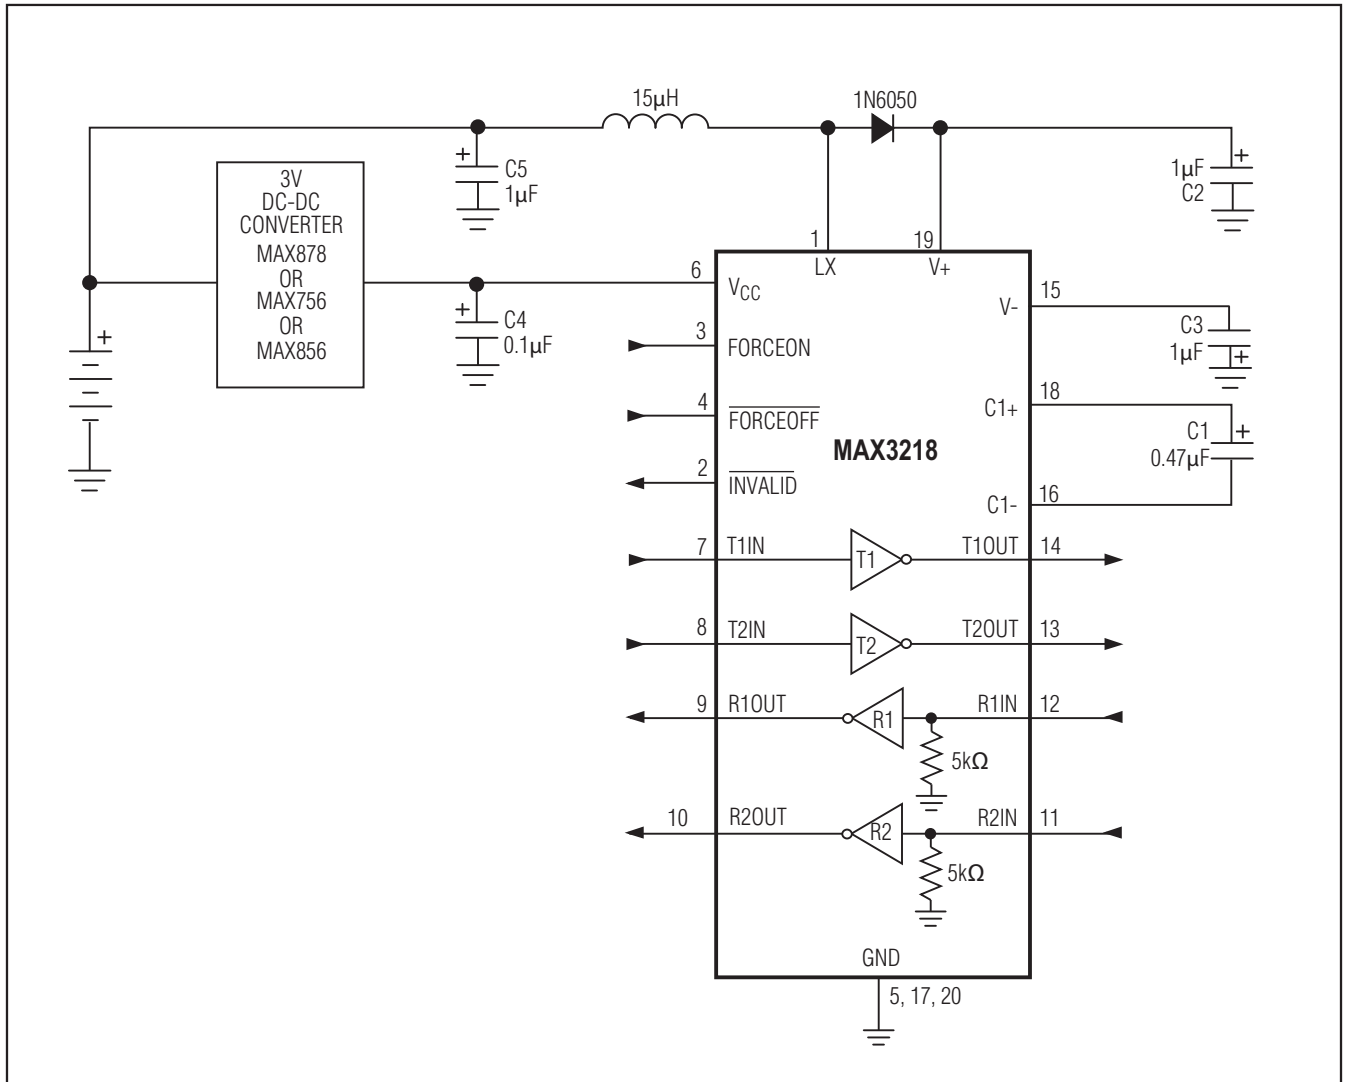 15µH
1N6050
+
C5
1µF
1µF
C2
+
3V
DC-DC
CONVERTER
MAX878
OR
MAX756
OR
MAX856
1
LX
19
V+
6
VCC
+
C4
0.1µF
+
15
V-
C3
1µF
+
3
FORCEON
4
FORCEOFF
18
C1+
C1
0.47µF
+
MAX3218
2
INVALID
16
C1-
7
T1IN
T1
T1OUT
14
8
T2IN
T2
T2OUT
13
9
R1OUT
R1
R1IN
12
5kΩ
10
R2OUT
R2
R2IN
11
5kΩ
GND
5, 17, 20